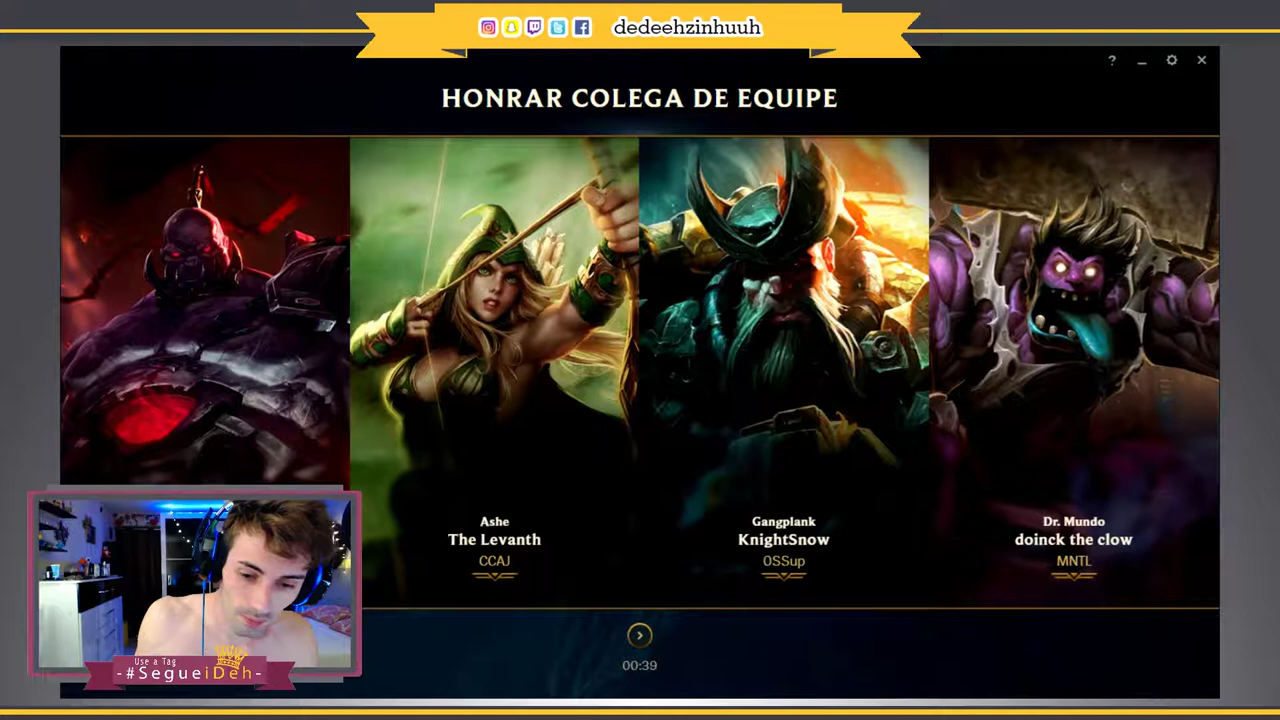 dedeehzinhuuh
?
HONRAR COLEGA DE EQUIPE
Ashe
The Levanth
CCAJ
Gangplank
KnightSnow
OSSup
Dr. Mundo
doinck the clow
MNTL
00:39
Use a Tag
-#SegueiDeh-